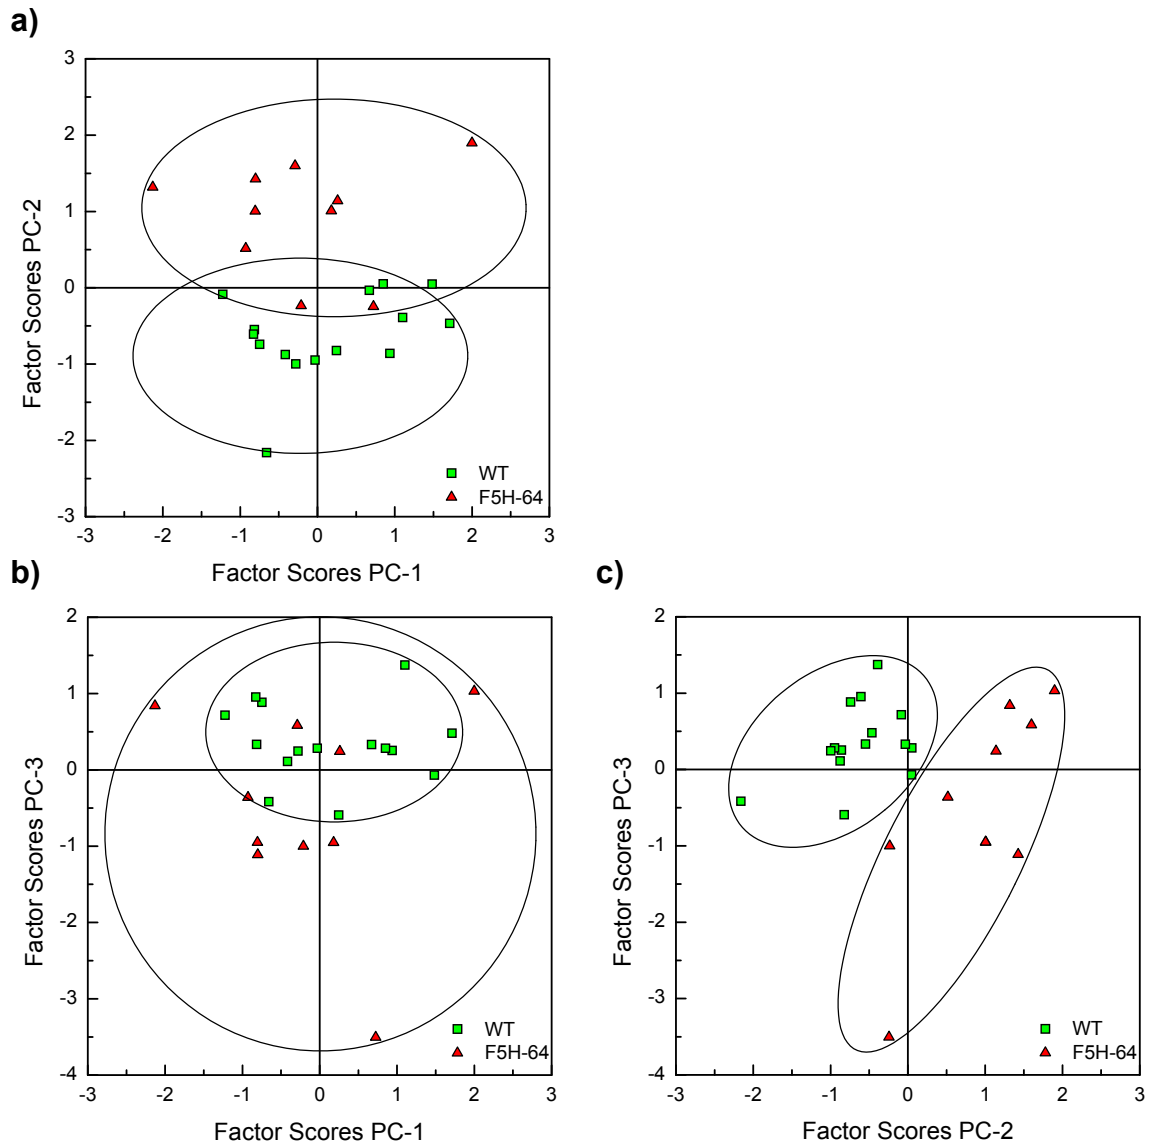 a)
3
2
1
0
-1
-2
-3
Factor Scores PC-2
WT
F5H-64
-3 -2 -1 0 1 2 3
Factor Scores PC-1
b)
2
1
0
-1
-2
-3
-4
Factor Scores PC-3
WT
F5H-64
-3 -2 -1 0 1 2 3
Factor Scores PC-1
c)
2
1
0
-1
-2
-3
-4
Factor Scores PC-3
WT
F5H-64
-3 -2 -1 0 1 2 3
Factor Scores PC-2